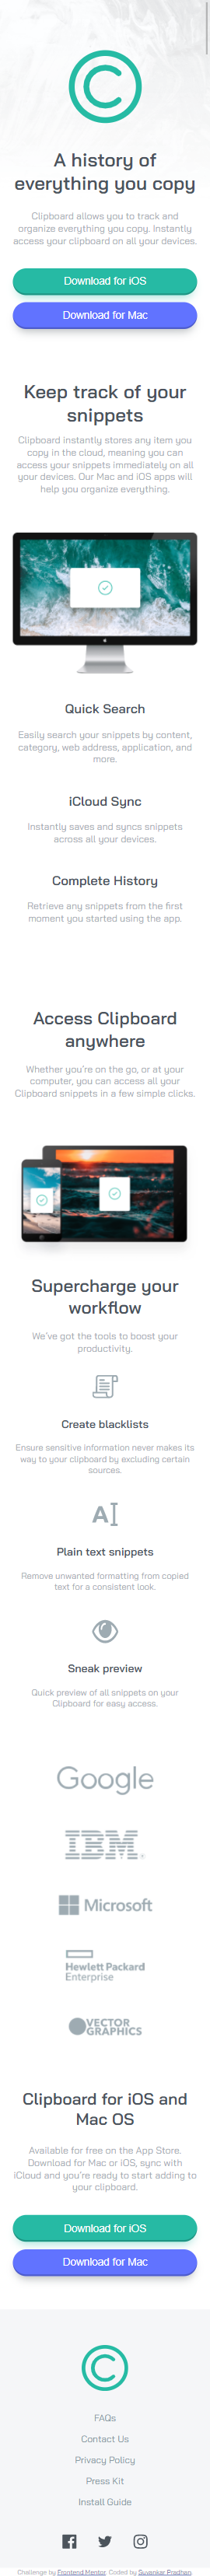 A history of
everything you copy
Clipboard allows you to track and
organize everything you copy. Instantly
access your clipboard on all your devices.
Download for iOS
Download for Mac
Keep track of your
snippets
Clipboard instantly stores any item you
copy in the cloud, meaning you can
access your snippets immediately on all
your devices. Our Mac and iOS apps will
help you organize everything.
Quick Search
Easily search your snippets by content,
category, web address, application, and
more.
iCloud Sync
Instantly saves and syncs snippets
across all your devices.
Complete History
Retrieve any snippets from the first
moment you started using the app.
Access Clipboard
anywhere
Whether you're on the go, or at your
computer, you can access all your
Clipboard snippets in a few simple clicks.
Supercharge your
workflow
We've got the tools to boost your
productivity.
Create blacklists
Ensure sensitive information never makes its
way to your clipboard by excluding certain
sources.
A
Plain text snippets
Remove unwanted formatting from copied
text for a consistent look.
Sneak preview
Quick preview of all snippets on your
Clipboard for easy access.
Google
IBM
Microsoft
Hewlett Packard
Enterprise
VECTOR
GRAPHICS
Clipboard for iOS and
Mac OS
Available for free on the App Store.
Download for Mac or iOS, sync with
iCloud and you're ready to start adding to
your clipboard.
Download for iOS
Download for Mac
FAQs
Contact Us
Privacy Policy
Press Kit
Install Guide
Challenge by Frontend Mentor. Coded by Suvankar Pradhan.